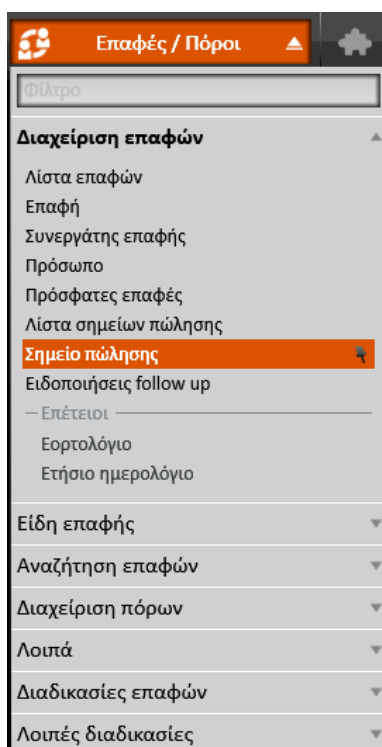 Επαφές / Πόροι
Φίλτρο
Διαχείριση επαφών
Λίστα επαφών
Επαφή
Συνεργάτης επαφής
Πρόσωπο
Πρόσφατες επαφές
Λίστα σημείων πώλησης
Σημείο πώλησης
Ειδοποιήσεις follow up
Επέτειοι
Εορτολόγιο
Ετήσιο ημερολόγιο
Είδη επαφής
Αναζήτηση επαφών
Διαχείριση πόρων
Λοιπά
Διαδικασίες επαφών
Λοιπές διαδικασίες